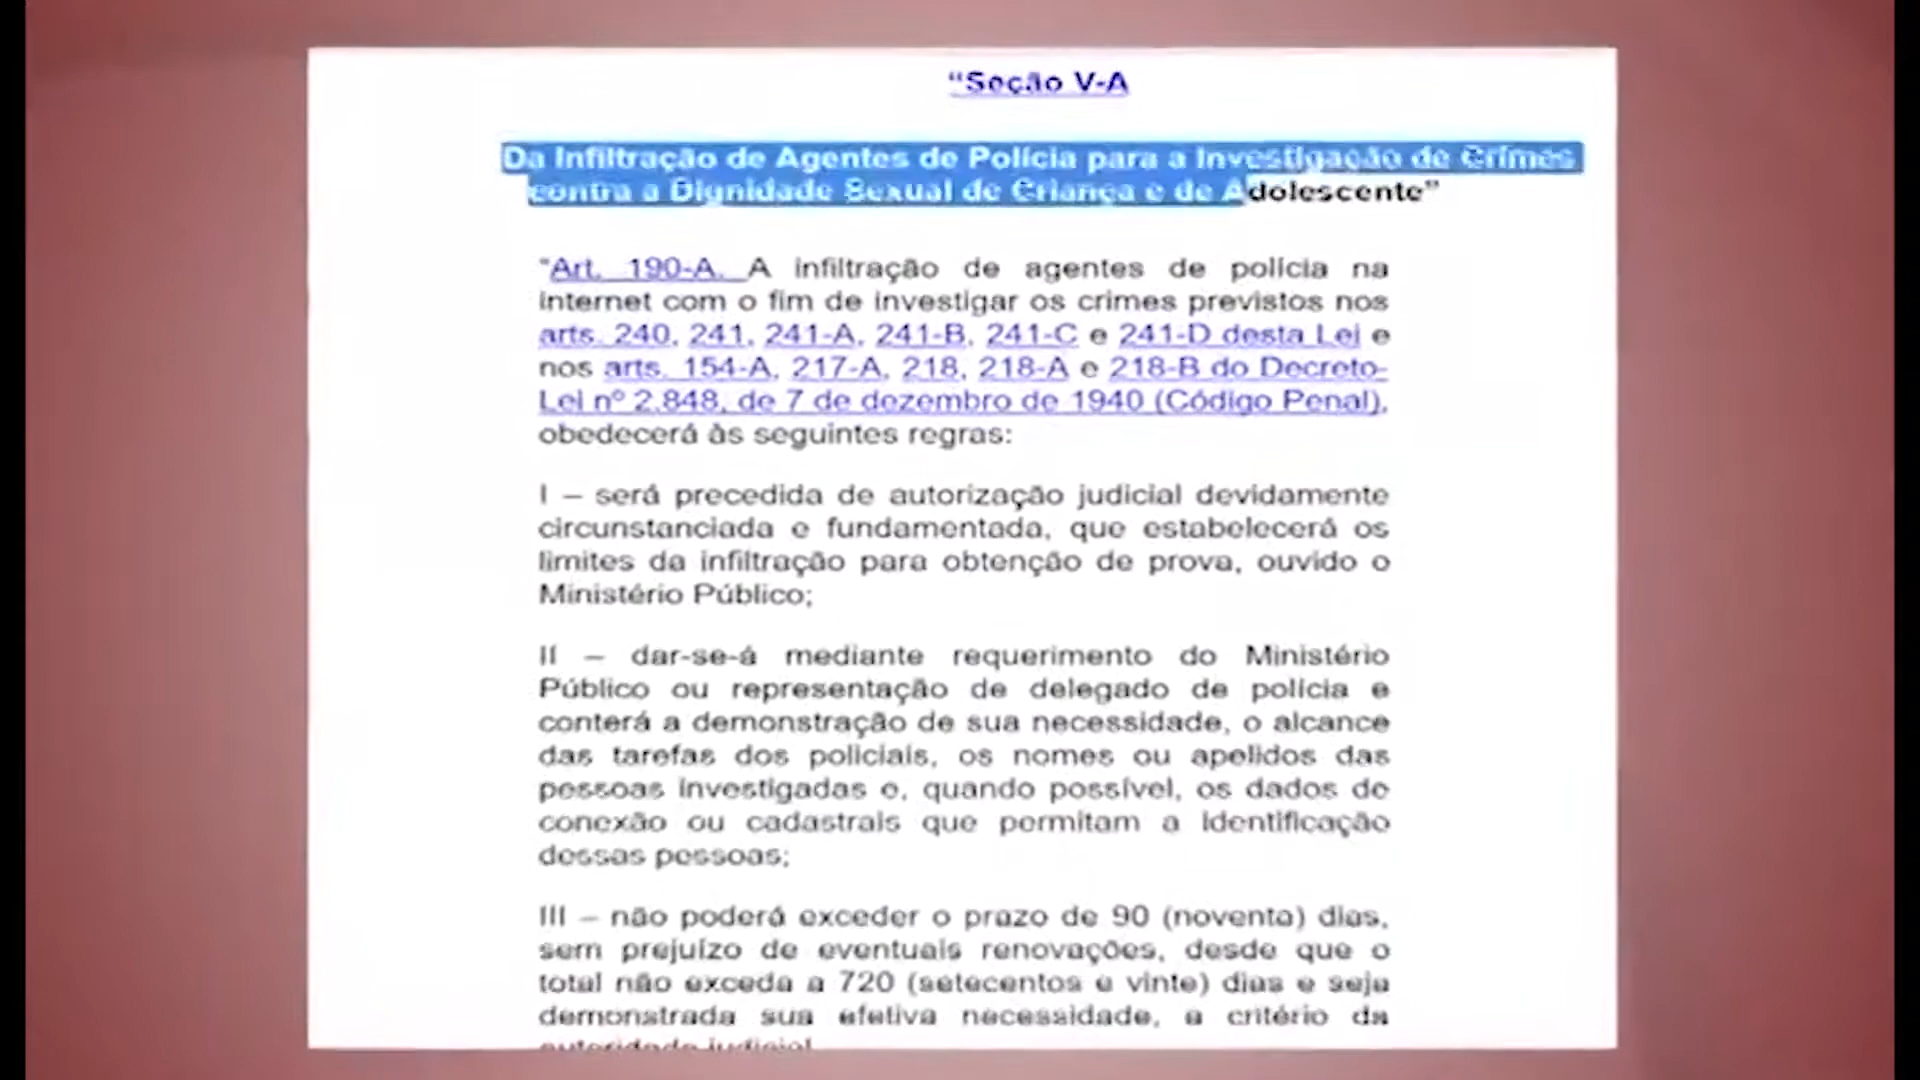 “Seção V-A
Da Infiltração de Agentes de Polícia para a Investigação de Crimes
contra a Dignidade Sexual de Criança e de Adolescente”
“Art. 190-A. A infiltração de agentes de polícia na
internet com o fim de investigar os crimes previstos nos
arts. 240, 241, 241-A, 241-B, 241-C e 241-D desta Lei e
nos arts. 154-A, 217-A, 218, 218-A e 218-B do Decreto-
Lei nº 2.848, de 7 de dezembro de 1940 (Código Penal),
obedecerá às seguintes regras:
I – será precedida de autorização judicial devidamente
circunstanciada e fundamentada, que estabelecerá os
limites da infiltração para obtenção de prova, ouvido o
Ministério Público;
II – dar-se-á mediante requerimento do Ministério
Público ou representação de delegado de polícia e
conterá a demonstração de sua necessidade, o alcance
das tarefas dos policiais, os nomes ou apelidos das
pessoas investigadas e, quando possível, os dados de
conexão ou cadastrais que permitam a identificação
dessas pessoas;
III – não poderá exceder o prazo de 90 (noventa) dias,
sem prejuízo de eventuais renovações, desde que o
total não exceda a 720 (setecentos e vinte) dias e seja
demonstrada sua efetiva necessidade, a critério da
autoridade judicial